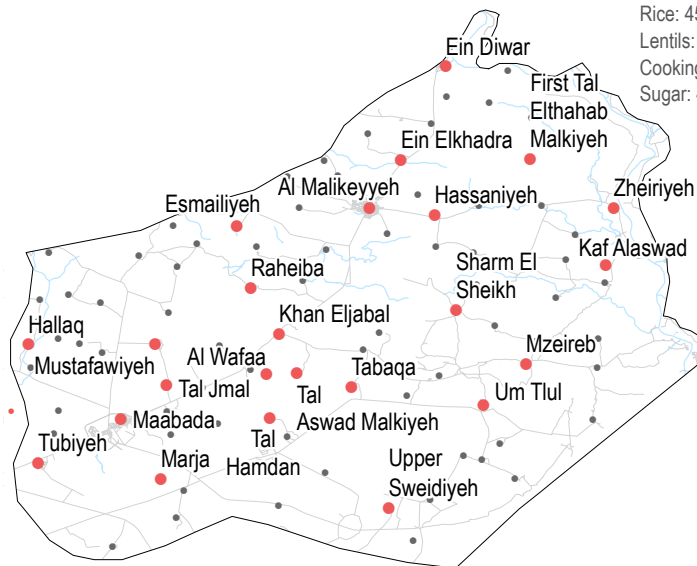 Rice: 45
Lentils:
Cooking
Sugar:
Ein Diwar
First Tal
Elthahab
Malkiyeh
Ein Elkhadra
Al Malikeyyeh
Hassaniyeh
Zheiriyeh
Esmailiyeh
Kaf Alaswad
Raheiba
Sharm El
Sheikh
Khan Eljabal
Hallaq
Mustafawiyeh
Al Wafaa
Tabaqa
Mzeireb
Tal Jmal
Tal
Aswad Malkiyeh
Um Tlul
Maabada
Tal
Hamdan
Tubiyeh
Marja
Upper
Sweidiyeh